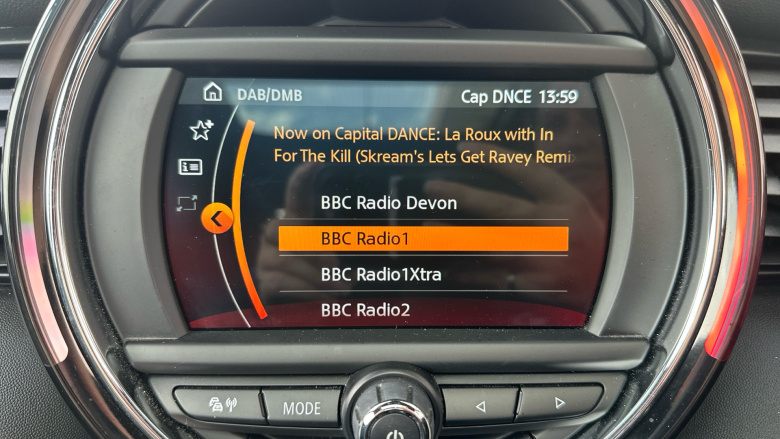 DAB/DMB
Cap DNCE 13:59
Now on Capital DANCE: La Roux with In
For The Kill (Skream's Lets Get Ravey Remi
BBC Radio Devon
BBC Radio1
BBC Radio1Xtra
BBC Radio2
MODE